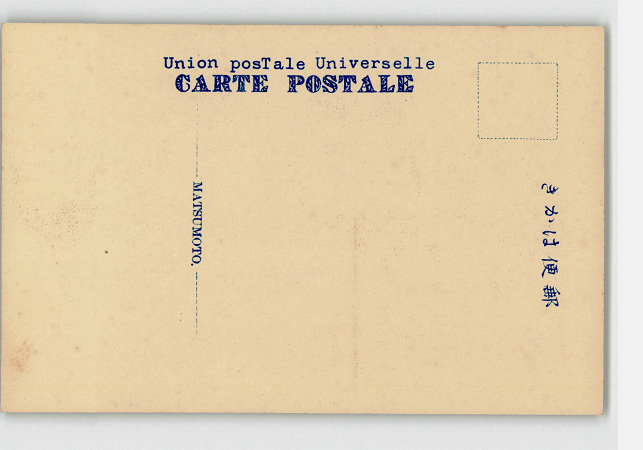 Union posTale Universelle
CARTE POSTALE
MATSUMOTO.
きかは便郵